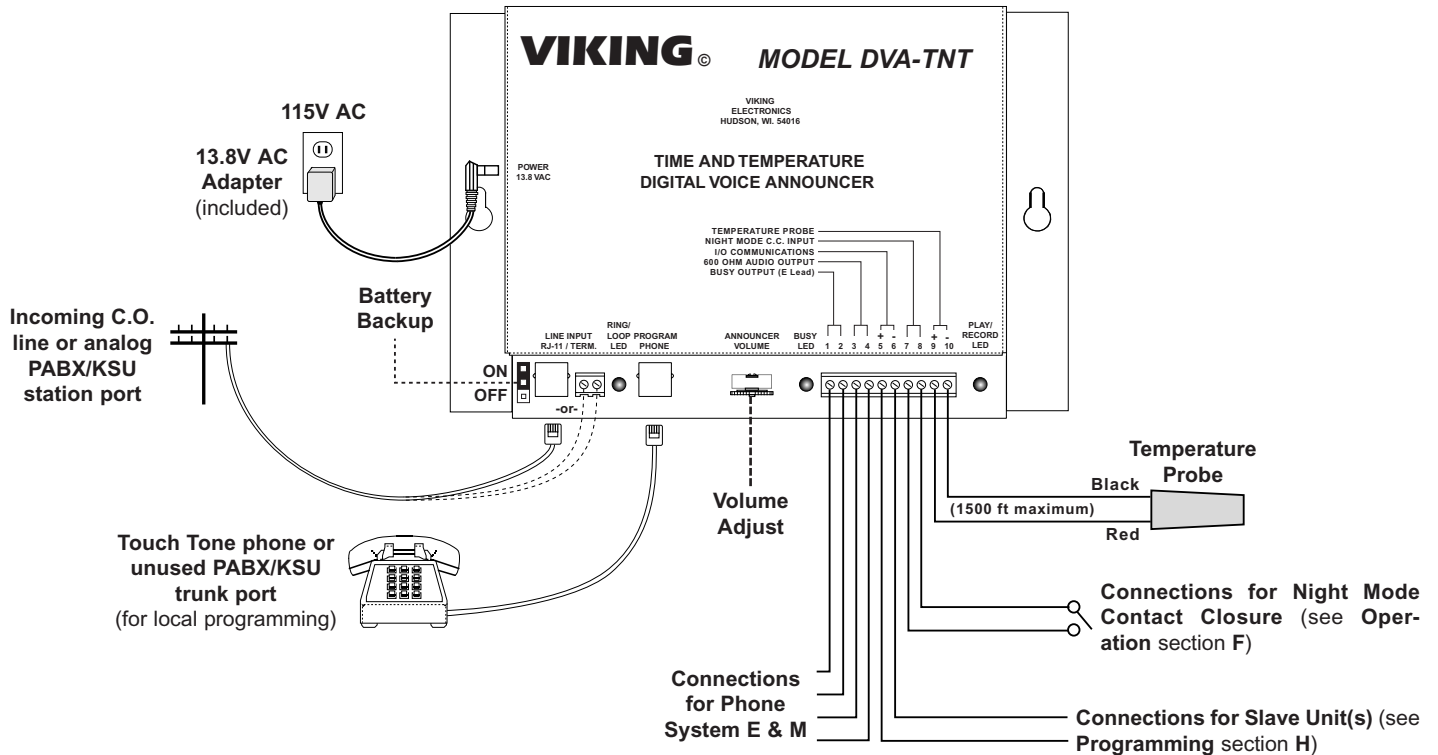 VIKING ©
MODEL DVA-TNT
VIKING
ELECTRONICS
HUDSON, WI. 54016
TIME AND TEMPERATURE
DIGITAL VOICE ANNOUNCER
115V AC
13.8V AC
Adapter
(included)
POWER
13.8 VAC
TEMPERATURE PROBE
NIGHT MODE C.C. INPUT
I/O COMMUNICATIONS
600 OHM AUDIO OUTPUT
BUSY OUTPUT (E Lead)
Battery
Backup
Incoming C.O.
line or analog
PABX/KSU
station port
LINE INPUT
RJ-11 / TERM.
RING/
LOOP
LED
PROGRAM
PHONE
ANNOUNCER
VOLUME
BUSY
LED
+ - + -
1 2 3 4 5 6 7 8 9 10
PLAY/
RECORD
LED
ON
OFF
-or-
Volume
Adjust
Temperature
Probe
Black
(1500 ft maximum)
Red
Touch Tone phone or
unused PABX/KSU
trunk port
(for local programming)
Connections for Night Mode
Contact Closure (see Oper-
ation section F)
Connections
for Phone
System E & M
Connections for Slave Unit(s) (see
Programming section H)